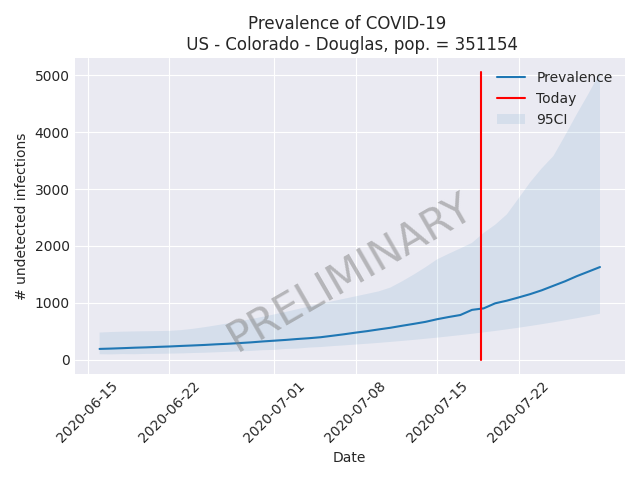 Prevalence of COVID-19
US - Colorado - Douglas, pop. = 351154
5000
4000
3000
2000
1000
0
# undetected infections
Prevalence
Today
95CI
PRELIMINARY
2020-06-15
2020-06-22
2020-07-01
2020-07-08
2020-07-15
2020-07-22
Date